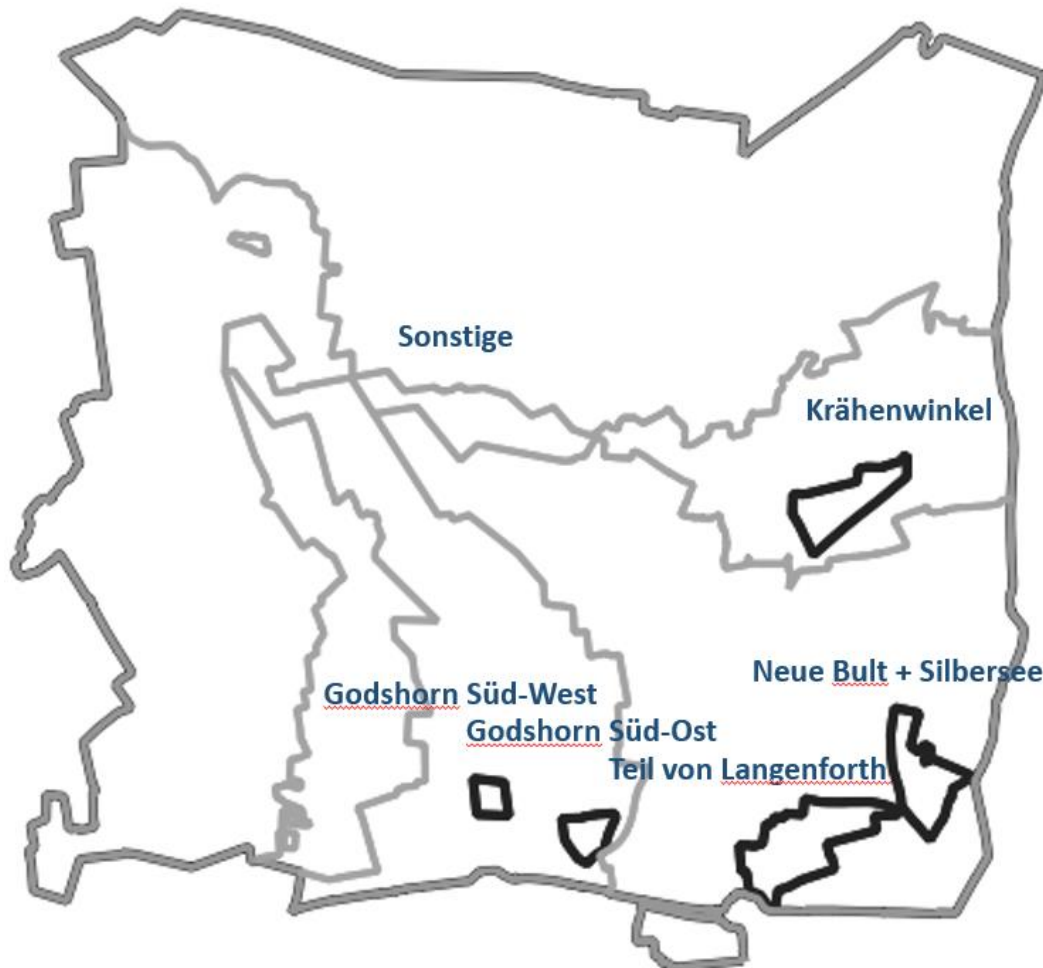 Sonstige
Krähenwinkel
Neue Bult + Silbersee
Godshorn Süd-West
Godshorn Süd-Ost
Teil von Langenforth